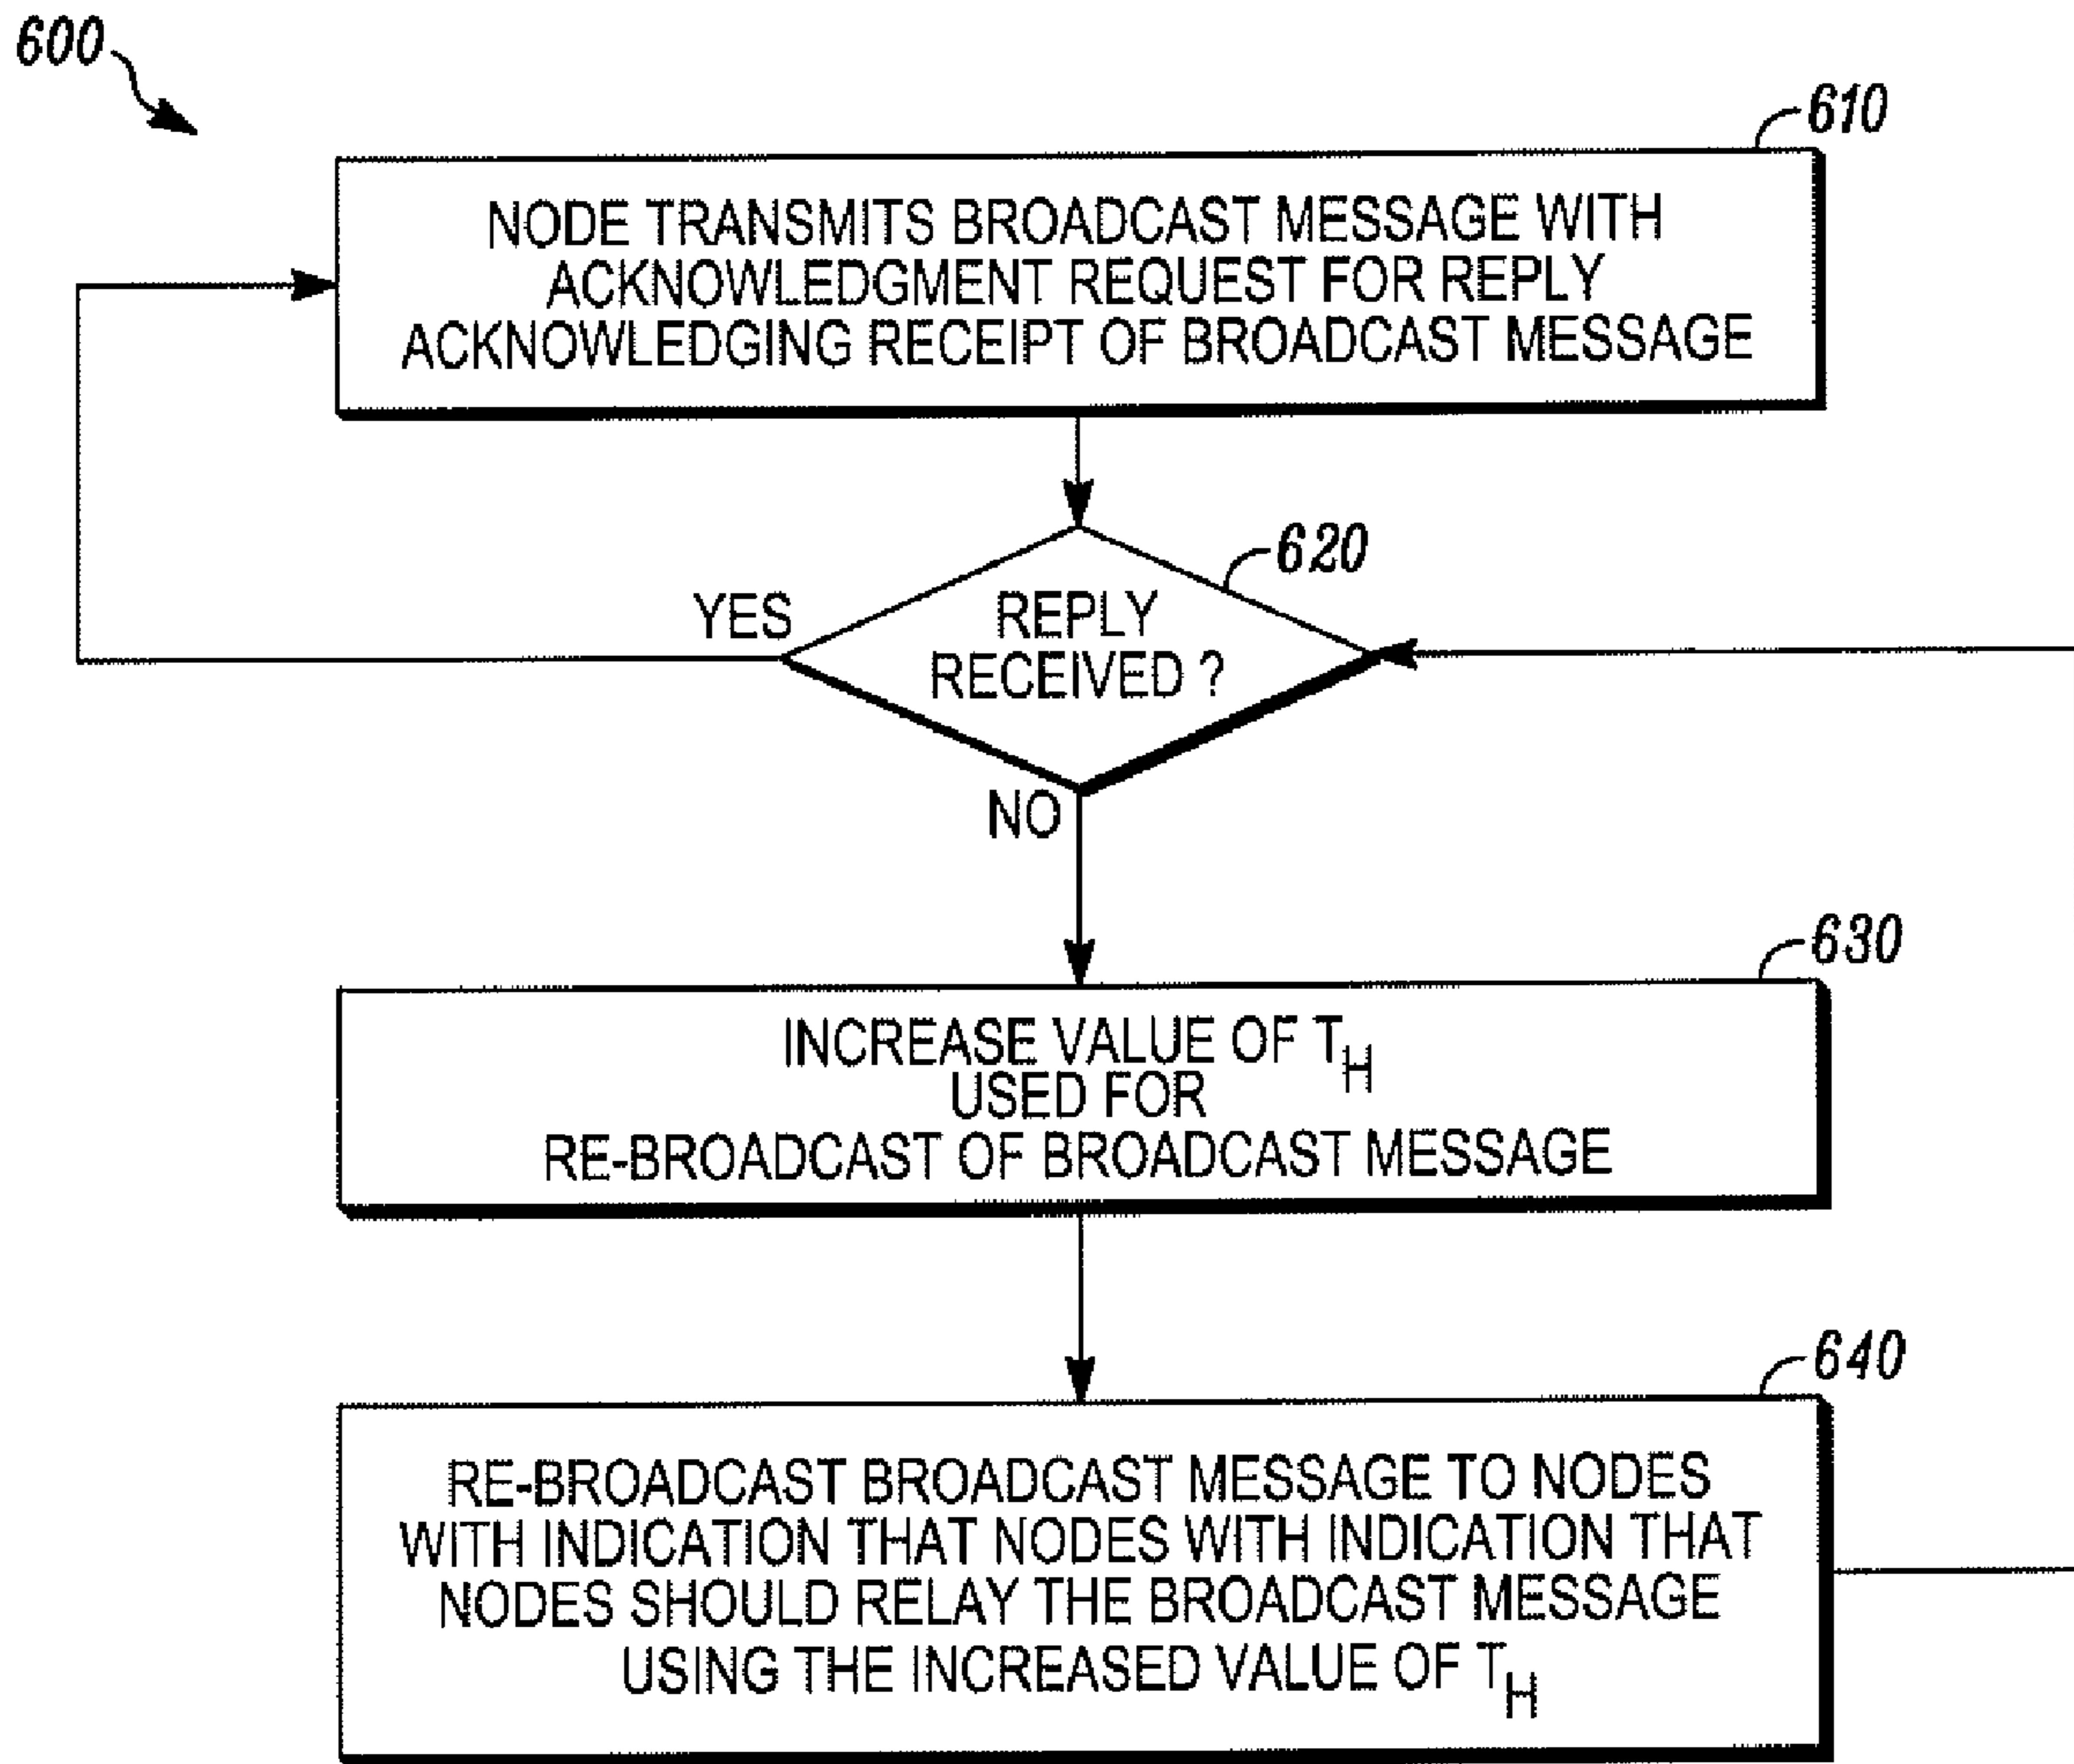 600
610
NODE TRANSMITS BROADCAST MESSAGE WITH
ACKNOWLEDGMENT REQUEST FOR REPLY
ACKNOWLEDGING RECEIPT OF BROADCAST MESSAGE
620
YES
REPLY
RECEIVED ?
NO
630
INCREASE VALUE OF T_H
USED FOR
RE-BROADCAST OF BROADCAST MESSAGE
640
RE-BROADCAST BROADCAST MESSAGE TO NODES
WITH INDICATION THAT NODES WITH INDICATION THAT
NODES SHOULD RELAY THE BROADCAST MESSAGE
USING THE INCREASED VALUE OF T_H